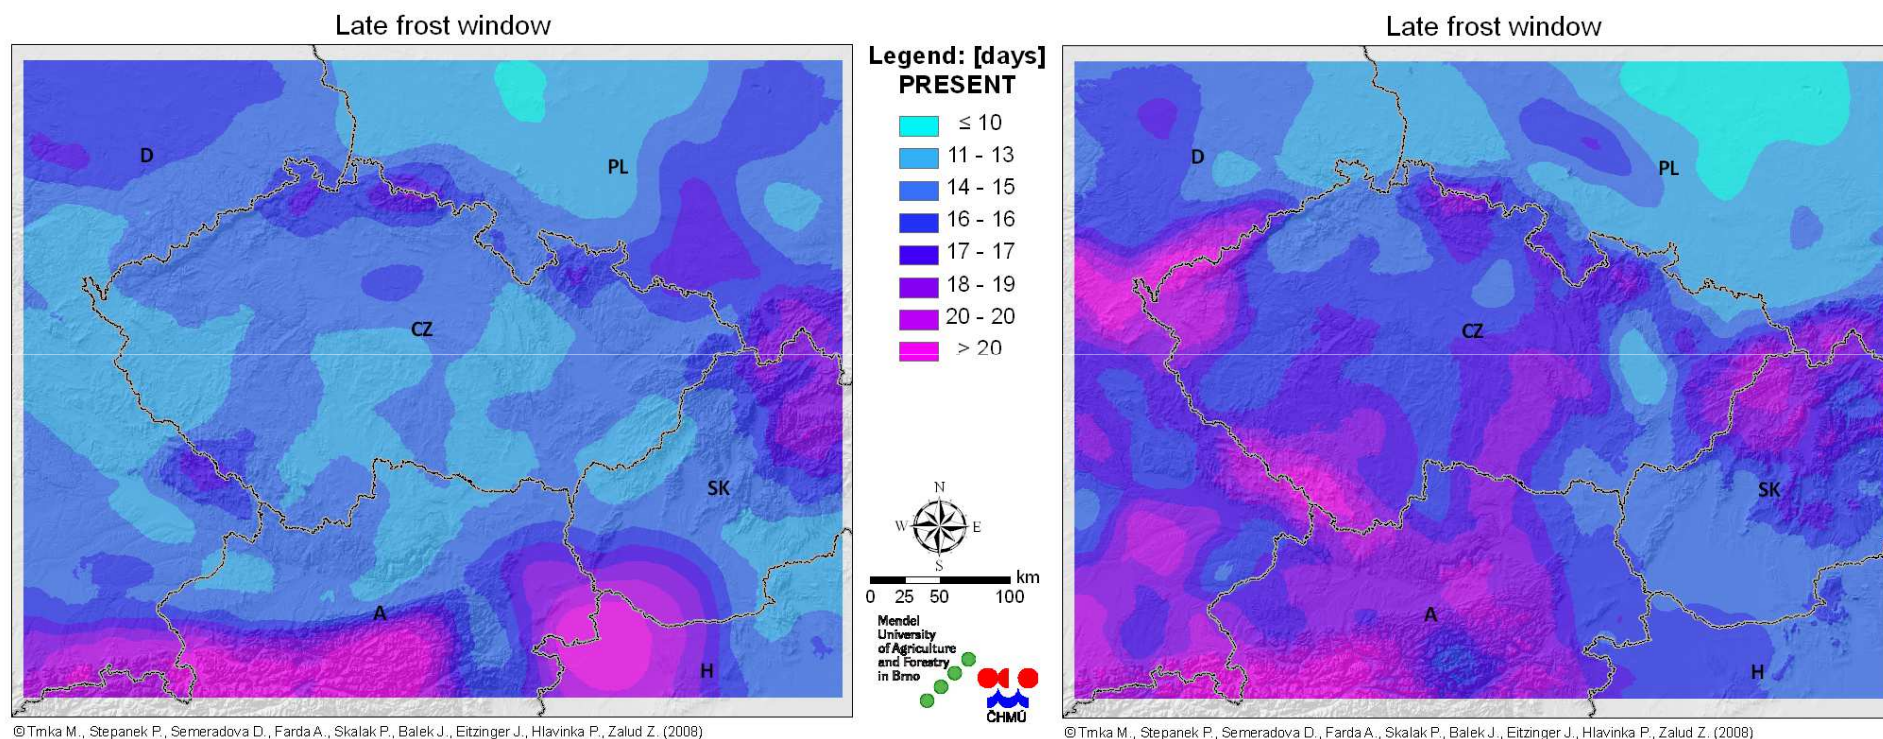 Late frost window
D
PL
CZ
SK
A
H
© Trnka M., Stepanek P., Semeradova D., Farda A., Skalak P., Balek J., Eitzinger J., Hlavinka P., Zalud Z. (2008)
Legend: [days]
PRESENT
≤ 10
11 - 13
14 - 15
16 - 16
17 - 17
18 - 19
20 - 20
> 20
N
W E
S
km
0 25 50 100
Mendel
University
of Agriculture
and Forestry
in Brno
ČHMÚ
Late frost window
D
PL
CZ
SK
A
H
© Trnka M., Stepanek P., Semeradova D., Farda A., Skalak P., Balek J., Eitzinger J., Hlavinka P., Zalud Z. (2008)